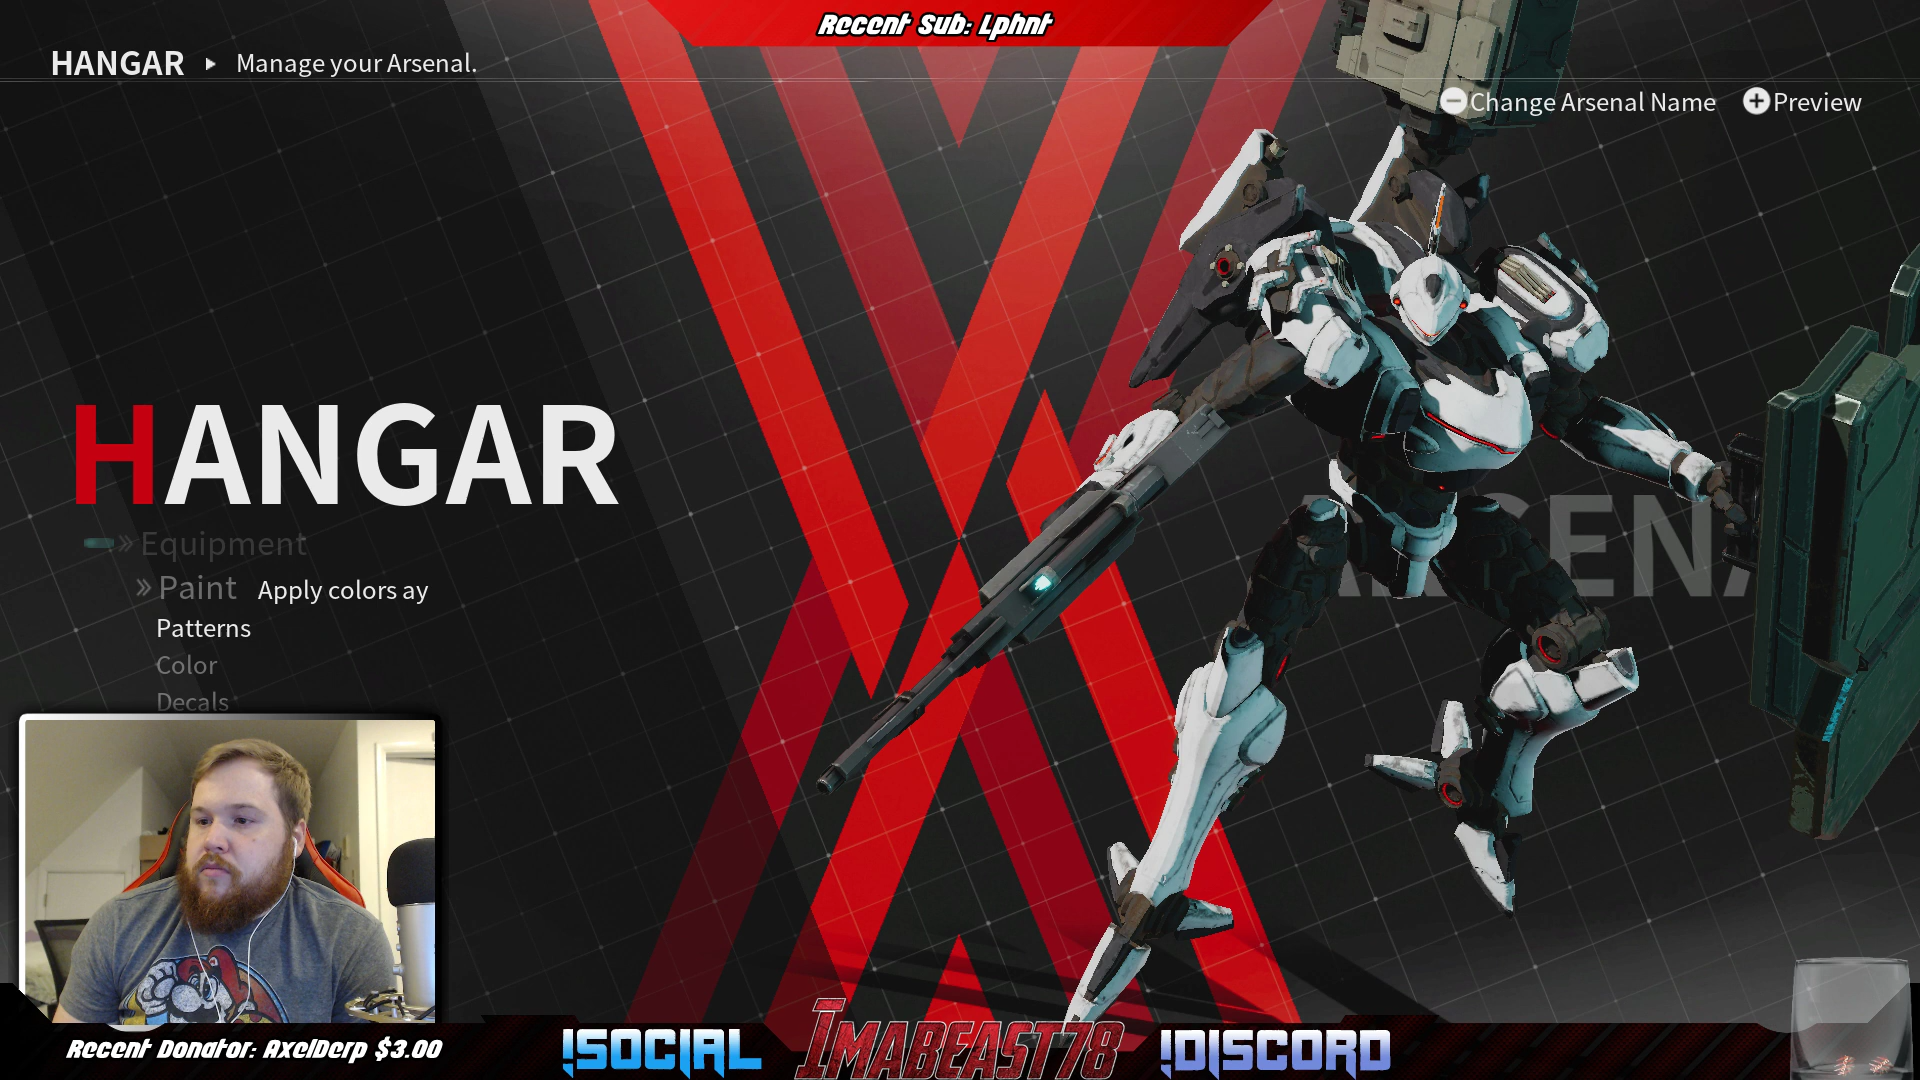 Recent Sub: Lphnt
HANGAR
Manage your Arsenal.
Change Arsenal Name
Preview
HANGAR
Equipment
Paint Apply colors ay
Patterns
Color
Decals
Recent Donator: AxelDerp $3.00
!SOCIAL
IMABEAST78
!DISCORD